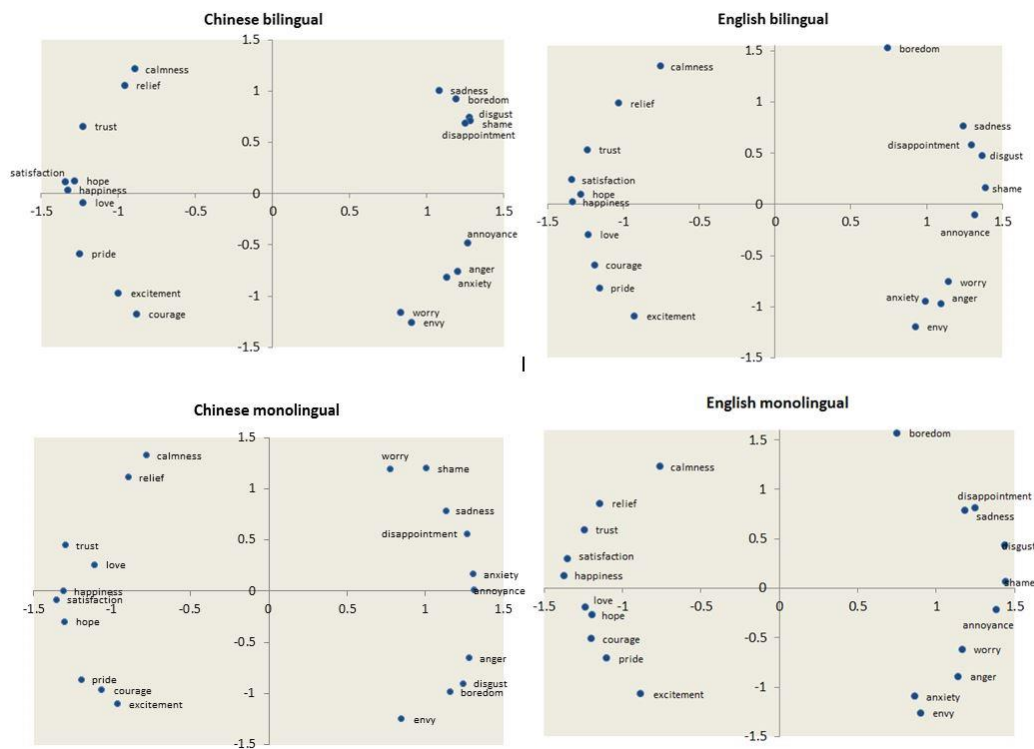 Chinese bilingual
1.5
calmness
relief
1
sadness
boredom
disgust
shame
disappointment
trust
0.5
satisfaction
hope
happiness
love
0
-1.5
-1
-0.5
0
0.5
1
1.5
annoyance
-0.5
pride
anger
anxiety
excitement
-1
courage
worry
envy
-1.5
English bilingual
1.5
boredom
calmness
relief
1
sadness
disappointment
disgust
trust
0.5
satisfaction
hope
happiness
shame
0
-1.5
-1
-0.5
0
0.5
1
1.5
annoyance
love
-0.5
courage
pride
worry
anxiety
anger
-1
excitement
envy
-1.5
Chinese monolingual
1.5
calmness
worry
shame
relief
1
sadness
disappointment
trust
0.5
love
anxiety
happiness
annoyance
satisfaction
0
-1.5
-1
-0.5
0
0.5
1
1.5
hope
-0.5
anger
pride
courage
disgust
boredom
-1
excitement
envy
-1.5
English monolingual
1.5
boredom
calmness
relief
1
disappointment
sadness
trust
0.5
satisfaction
disgust
happiness
shame
0
-1.5
-1
-0.5
0
0.5
1
1.5
love
hope
annoyance
-0.5
courage
pride
worry
anger
-1
excitement
anxiety
envy
-1.5